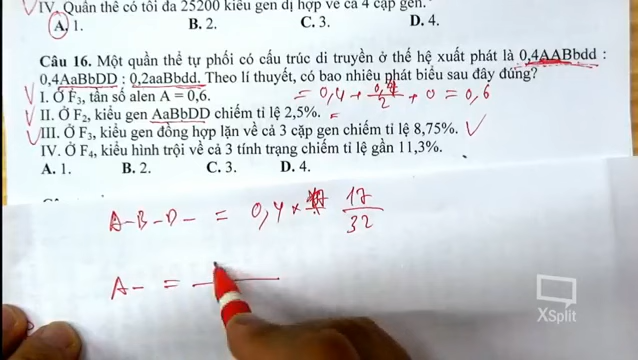 IV. Quần thể có tối đa 25200 kiểu gen dị hợp về cả 4 cặp gen.
A. 1. B. 2. C. 3. D. 4.
Câu 16. Một quần thể tự phối có cấu trúc di truyền ở thế hệ xuất phát là 0,4AABbdd :
0,4AaBbDD : 0,2aaBbdd. Theo lí thuyết, có bao nhiêu phát biểu sau đây đúng?
I. Ở F3, tần số alen A = 0,6. = 0,4 + 0,4/2 + 0 = 0,6
II. Ở F2, kiểu gen AaBbDD chiếm tỉ lệ 2,5%. =
III. Ở F3, kiểu gen đồng hợp lặn về cả 3 cặp gen chiếm tỉ lệ 8,75%.
IV. Ở F4, kiểu hình trội về cả 3 tính trạng chiếm tỉ lệ gần 11,3%.
A. 1. B. 2. C. 3. D. 4.
A-B-D- = 0,4 × 17/32
A- =
XSplit